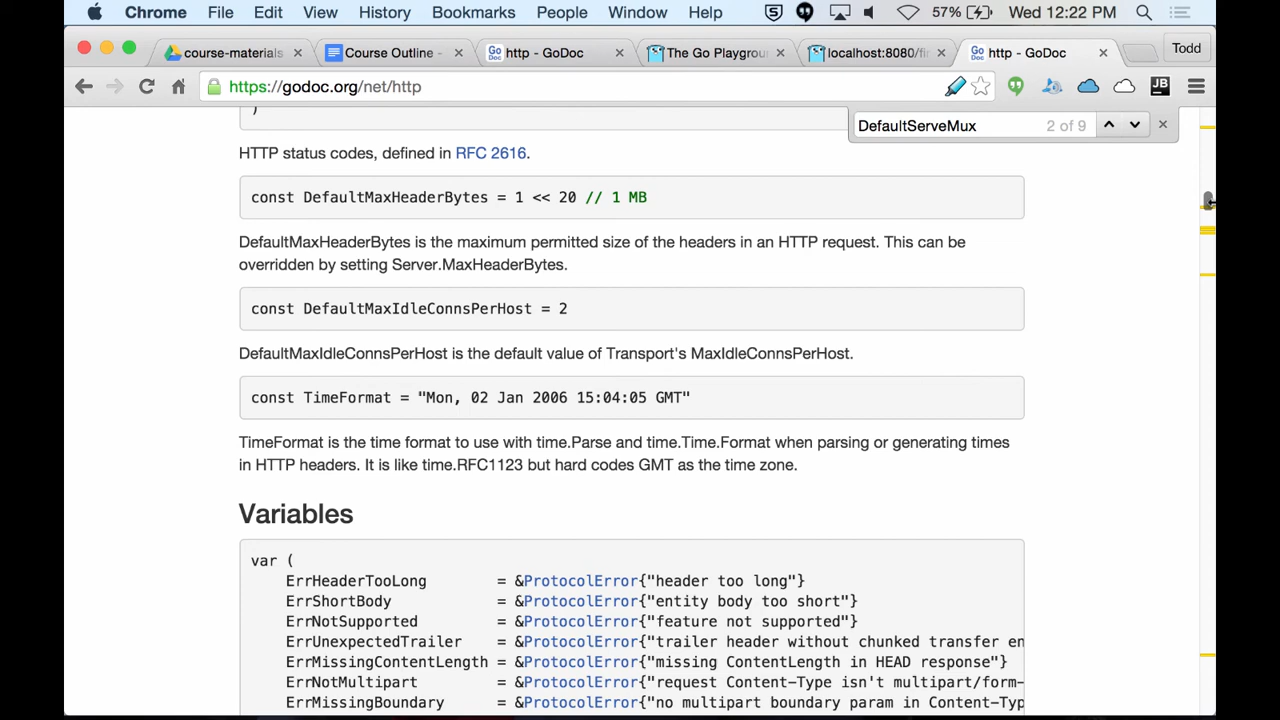 Chrome File Edit View History Bookmarks People Window Help 57% Wed 12:22 PM
course-materials × Course Outline - × http - GoDoc × The Go Playgroun × localhost:8080/fi × http - GoDoc × Todd
https://godoc.org/net/http
DefaultServeMux 2 of 9
)
HTTP status codes, defined in RFC 2616.
const DefaultMaxHeaderBytes = 1 << 20 // 1 MB
DefaultMaxHeaderBytes is the maximum permitted size of the headers in an HTTP request. This can be
overridden by setting Server.MaxHeaderBytes.
const DefaultMaxIdleConnsPerHost = 2
DefaultMaxIdleConnsPerHost is the default value of Transport's MaxIdleConnsPerHost.
const TimeFormat = "Mon, 02 Jan 2006 15:04:05 GMT"
TimeFormat is the time format to use with time.Parse and time.Time.Format when parsing or generating times
in HTTP headers. It is like time.RFC1123 but hard codes GMT as the time zone.
Variables
var (
ErrHeaderTooLong = &ProtocolError{"header too long"}
ErrShortBody = &ProtocolError{"entity body too short"}
ErrNotSupported = &ProtocolError{"feature not supported"}
ErrUnexpectedTrailer = &ProtocolError{"trailer header without chunked transfer en
ErrMissingContentLength = &ProtocolError{"missing ContentLength in HEAD response"}
ErrNotMultipart = &ProtocolError{"request Content-Type isn't multipart/form-
ErrMissingBoundary = &ProtocolError{"no multipart boundary param in Content-Typ